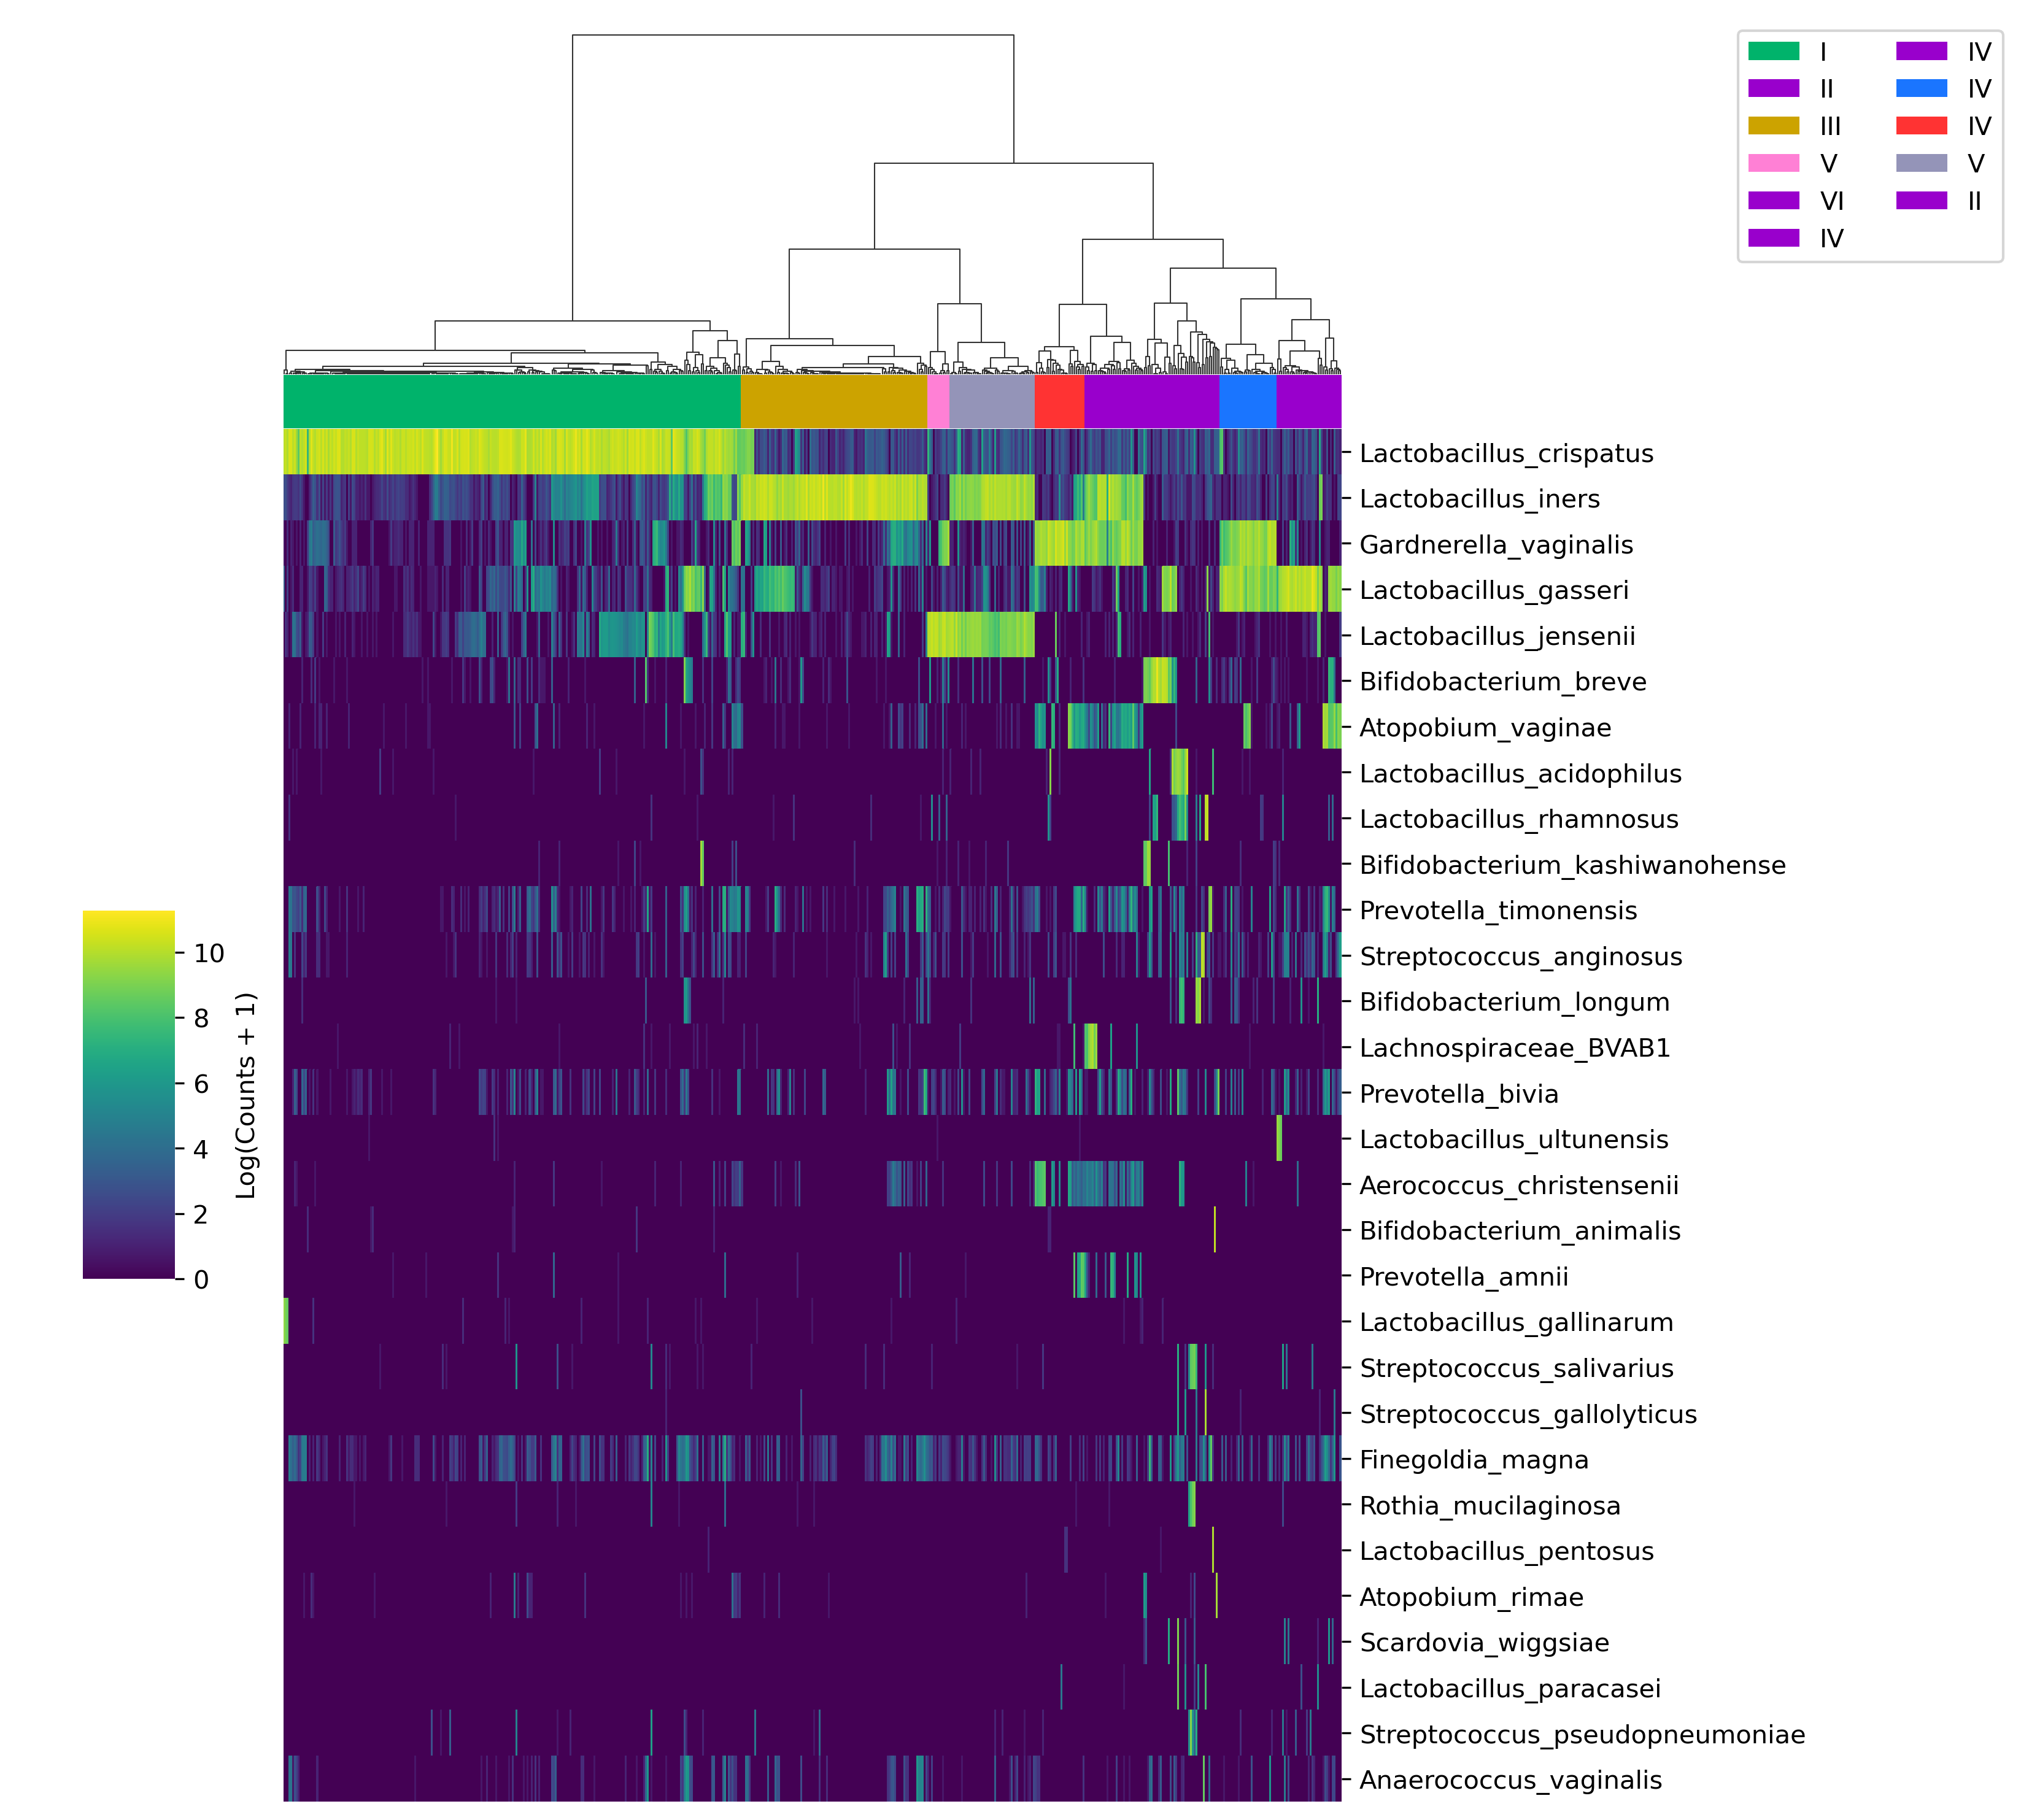 I
II
III
V
VI
IV
IV
IV
IV
V
II
Lactobacillus_crispatus
Lactobacillus_iners
Gardnerella_vaginalis
Lactobacillus_gasseri
Lactobacillus_jensenii
Bifidobacterium_breve
Atopobium_vaginae
Lactobacillus_acidophilus
Lactobacillus_rhamnosus
Bifidobacterium_kashiwanohense
Prevotella_timonensis
Streptococcus_anginosus
Bifidobacterium_longum
Lachnospiraceae_BVAB1
Prevotella_bivia
Lactobacillus_ultunensis
Aerococcus_christensenii
Bifidobacterium_animalis
Prevotella_amnii
Lactobacillus_gallinarum
Streptococcus_salivarius
Streptococcus_gallolyticus
Finegoldia_magna
Rothia_mucilaginosa
Lactobacillus_pentosus
Atopobium_rimae
Scardovia_wiggsiae
Lactobacillus_paracasei
Streptococcus_pseudopneumoniae
Anaerococcus_vaginalis
10
8
6
4
2
0
Log(Counts + 1)